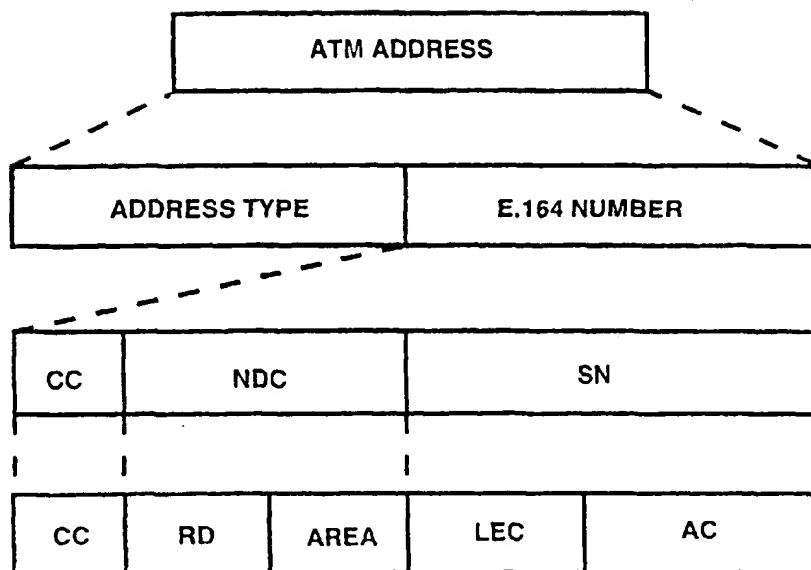 ATM ADDRESS
ADDRESS TYPE E.164 NUMBER
CC NDC SN
CC RD AREA LEC AC